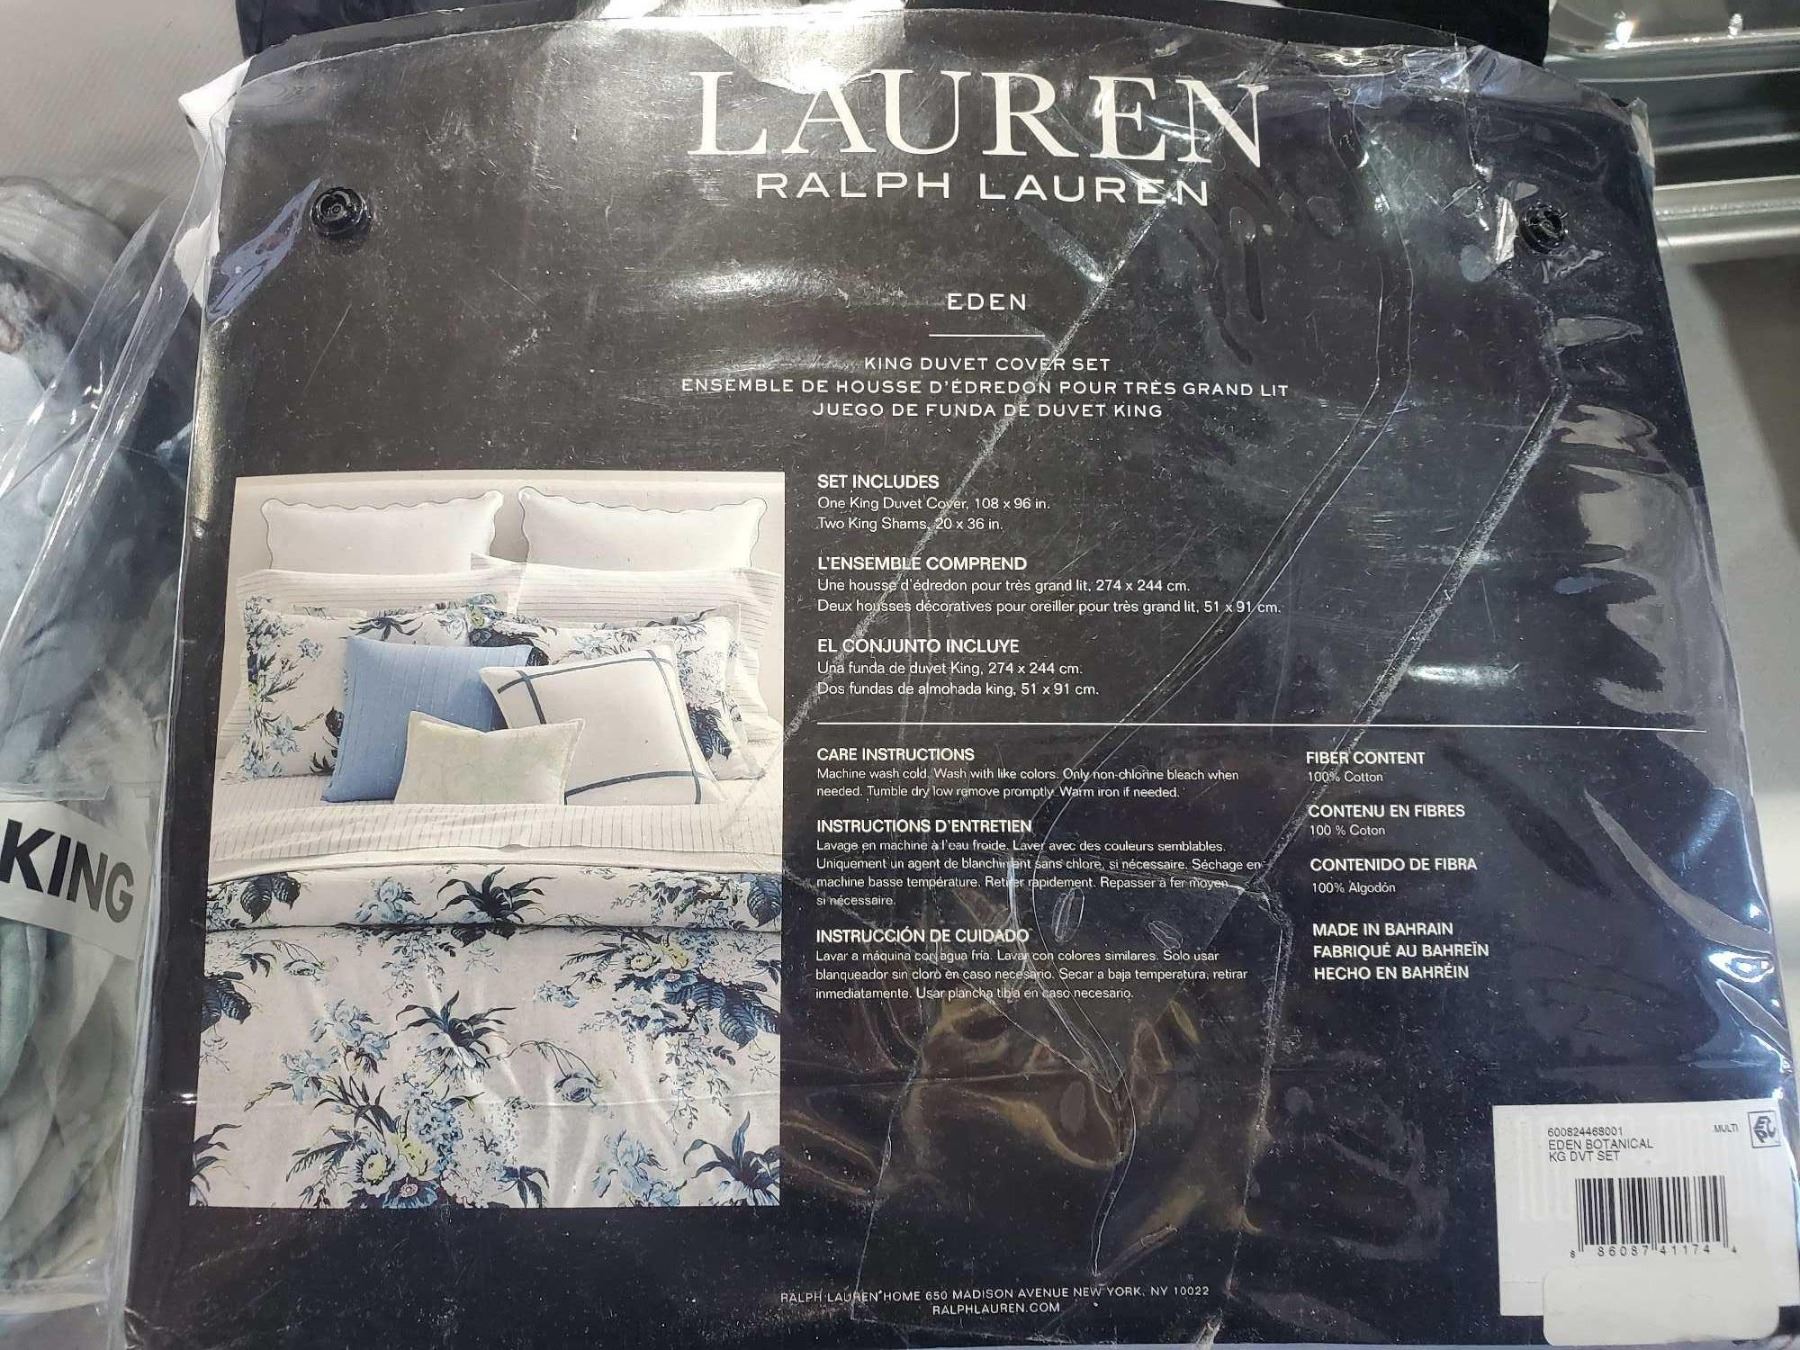 LAUREN
RALPH LAUREN
EDEN
KING DUVET COVER SET
ENSEMBLE DE HOUSSE D'ÉDREDON POUR TRÈS GRAND LIT
JUEGO DE FUNDA DE DUVET KING
SET INCLUDES
One King Duvet Cover, 108 x 96 in.
Two King Shams, 20 x 36 in.
L'ENSEMBLE COMPREND
Une housse d'édredon pour très grand lit, 274 x 244 cm.
Deux housses décoratives pour oreiller pour très grand lit, 51 x 91 cm.
EL CONJUNTO INCLUYE
Una funda de duvet King, 274 x 244 cm.
Dos fundas de almohada king, 51 x 91 cm.
CARE INSTRUCTIONS
Machine wash cold. Wash with like colors. Only non-chlorine bleach when
needed. Tumble dry low remove promptly. Warm iron if needed.
INSTRUCTIONS D'ENTRETIEN
Lavage en machine à l'eau froide. Laver avec des couleurs semblables.
Uniquement un agent de blanchiment sans chlore, si nécessaire. Séchage en
machine basse température. Retirer rapidement. Repasser à fer moyen
si nécessaire.
INSTRUCCIÓN DE CUIDADO
Lavar a máquina con agua fría. Lavar con colores similares. Solo usar
blanqueador sin cloro en caso necesario. Secar a baja temperatura, retirar
inmediatamente. Usar plancha tibia en caso necesario.
FIBER CONTENT
100% Cotton
CONTENU EN FIBRES
100 % Coton
CONTENIDO DE FIBRA
100% Algodón
MADE IN BAHRAIN
FABRIQUÉ AU BAHREÏN
HECHO EN BAHRÉIN
KING
600824468001 MULTI
EDEN BOTANICAL
KG DVT SET
8 86087 41174 4
RALPH LAUREN HOME 650 MADISON AVENUE NEW YORK, NY 10022
RALPHLAUREN.COM